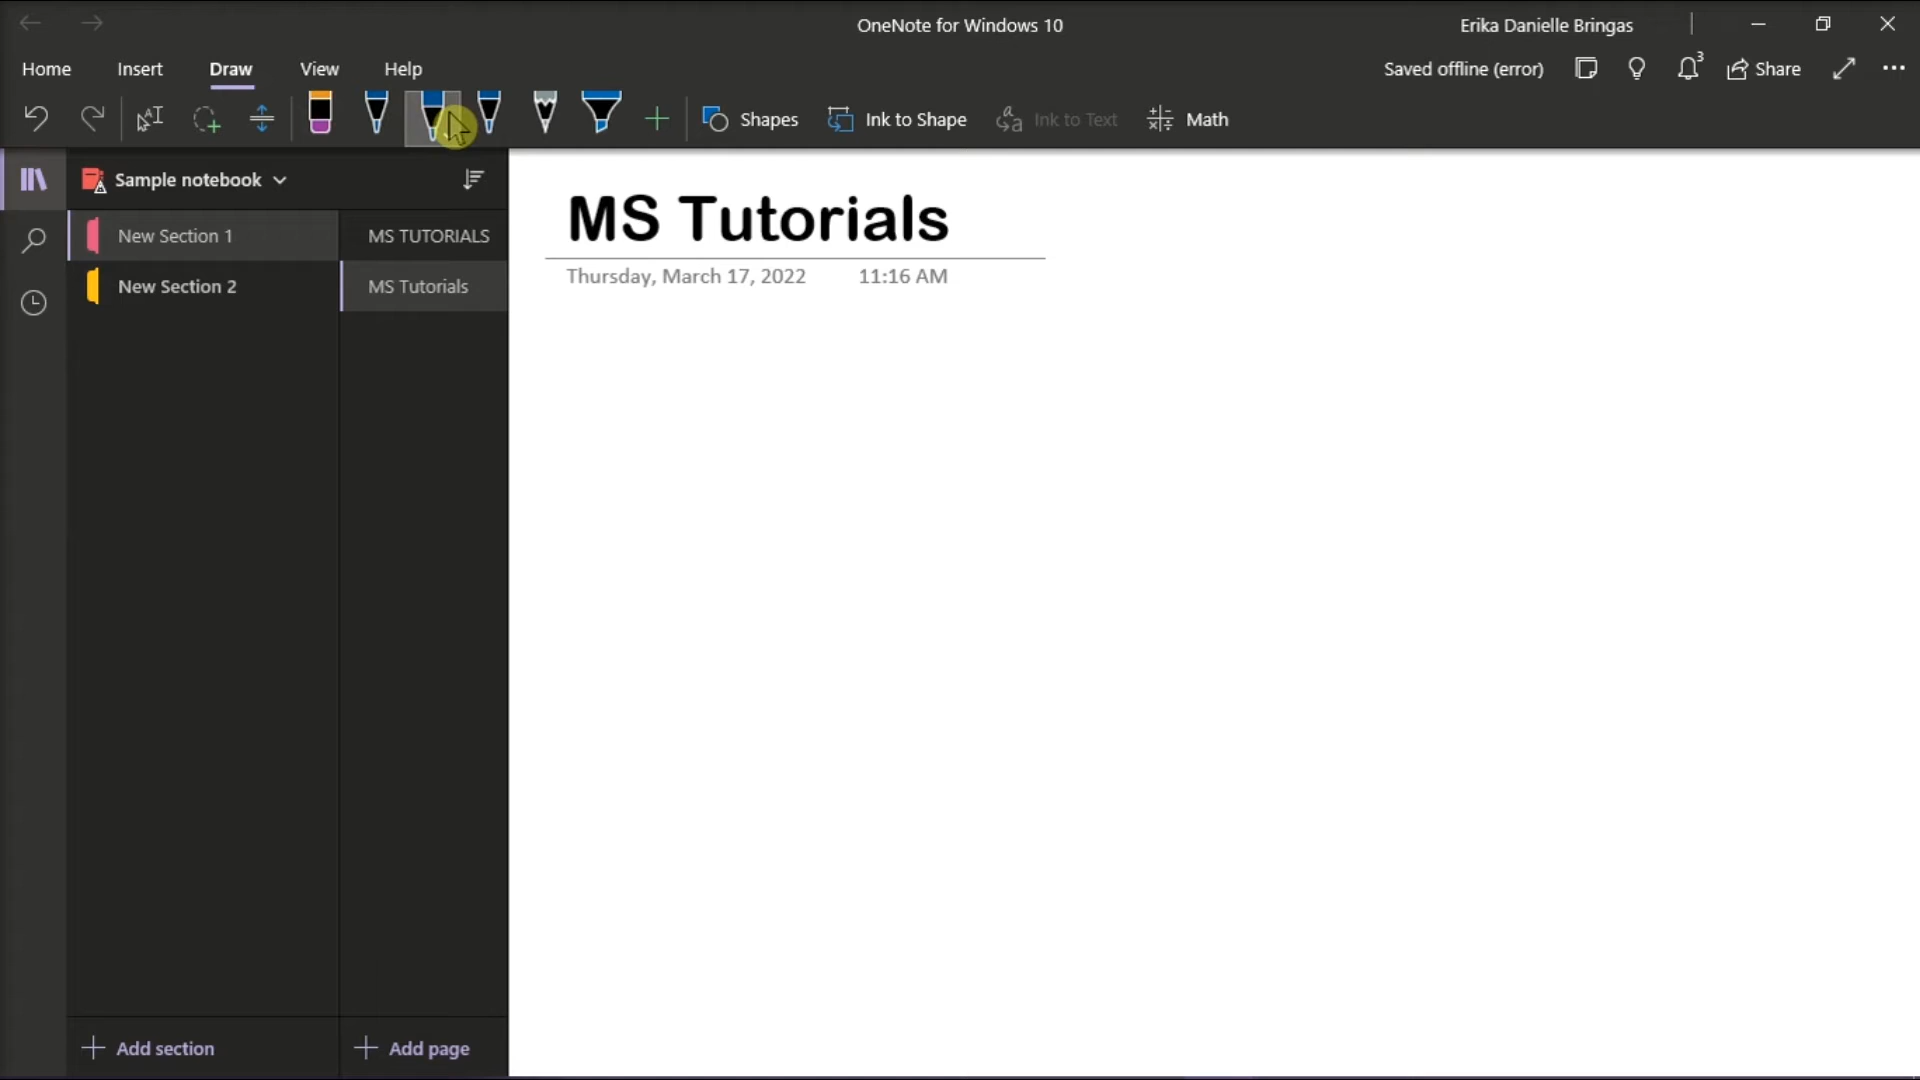 OneNote for Windows 10
Erika Danielle Bringas
Home Insert Draw View Help
Saved offline (error)
3
Share
Shapes
Ink to Shape
Ink to Text
Math
Sample notebook
New Section 1
New Section 2
MS TUTORIALS
MS Tutorials
MS Tutorials
Thursday, March 17, 2022 11:16 AM
Add section
Add page